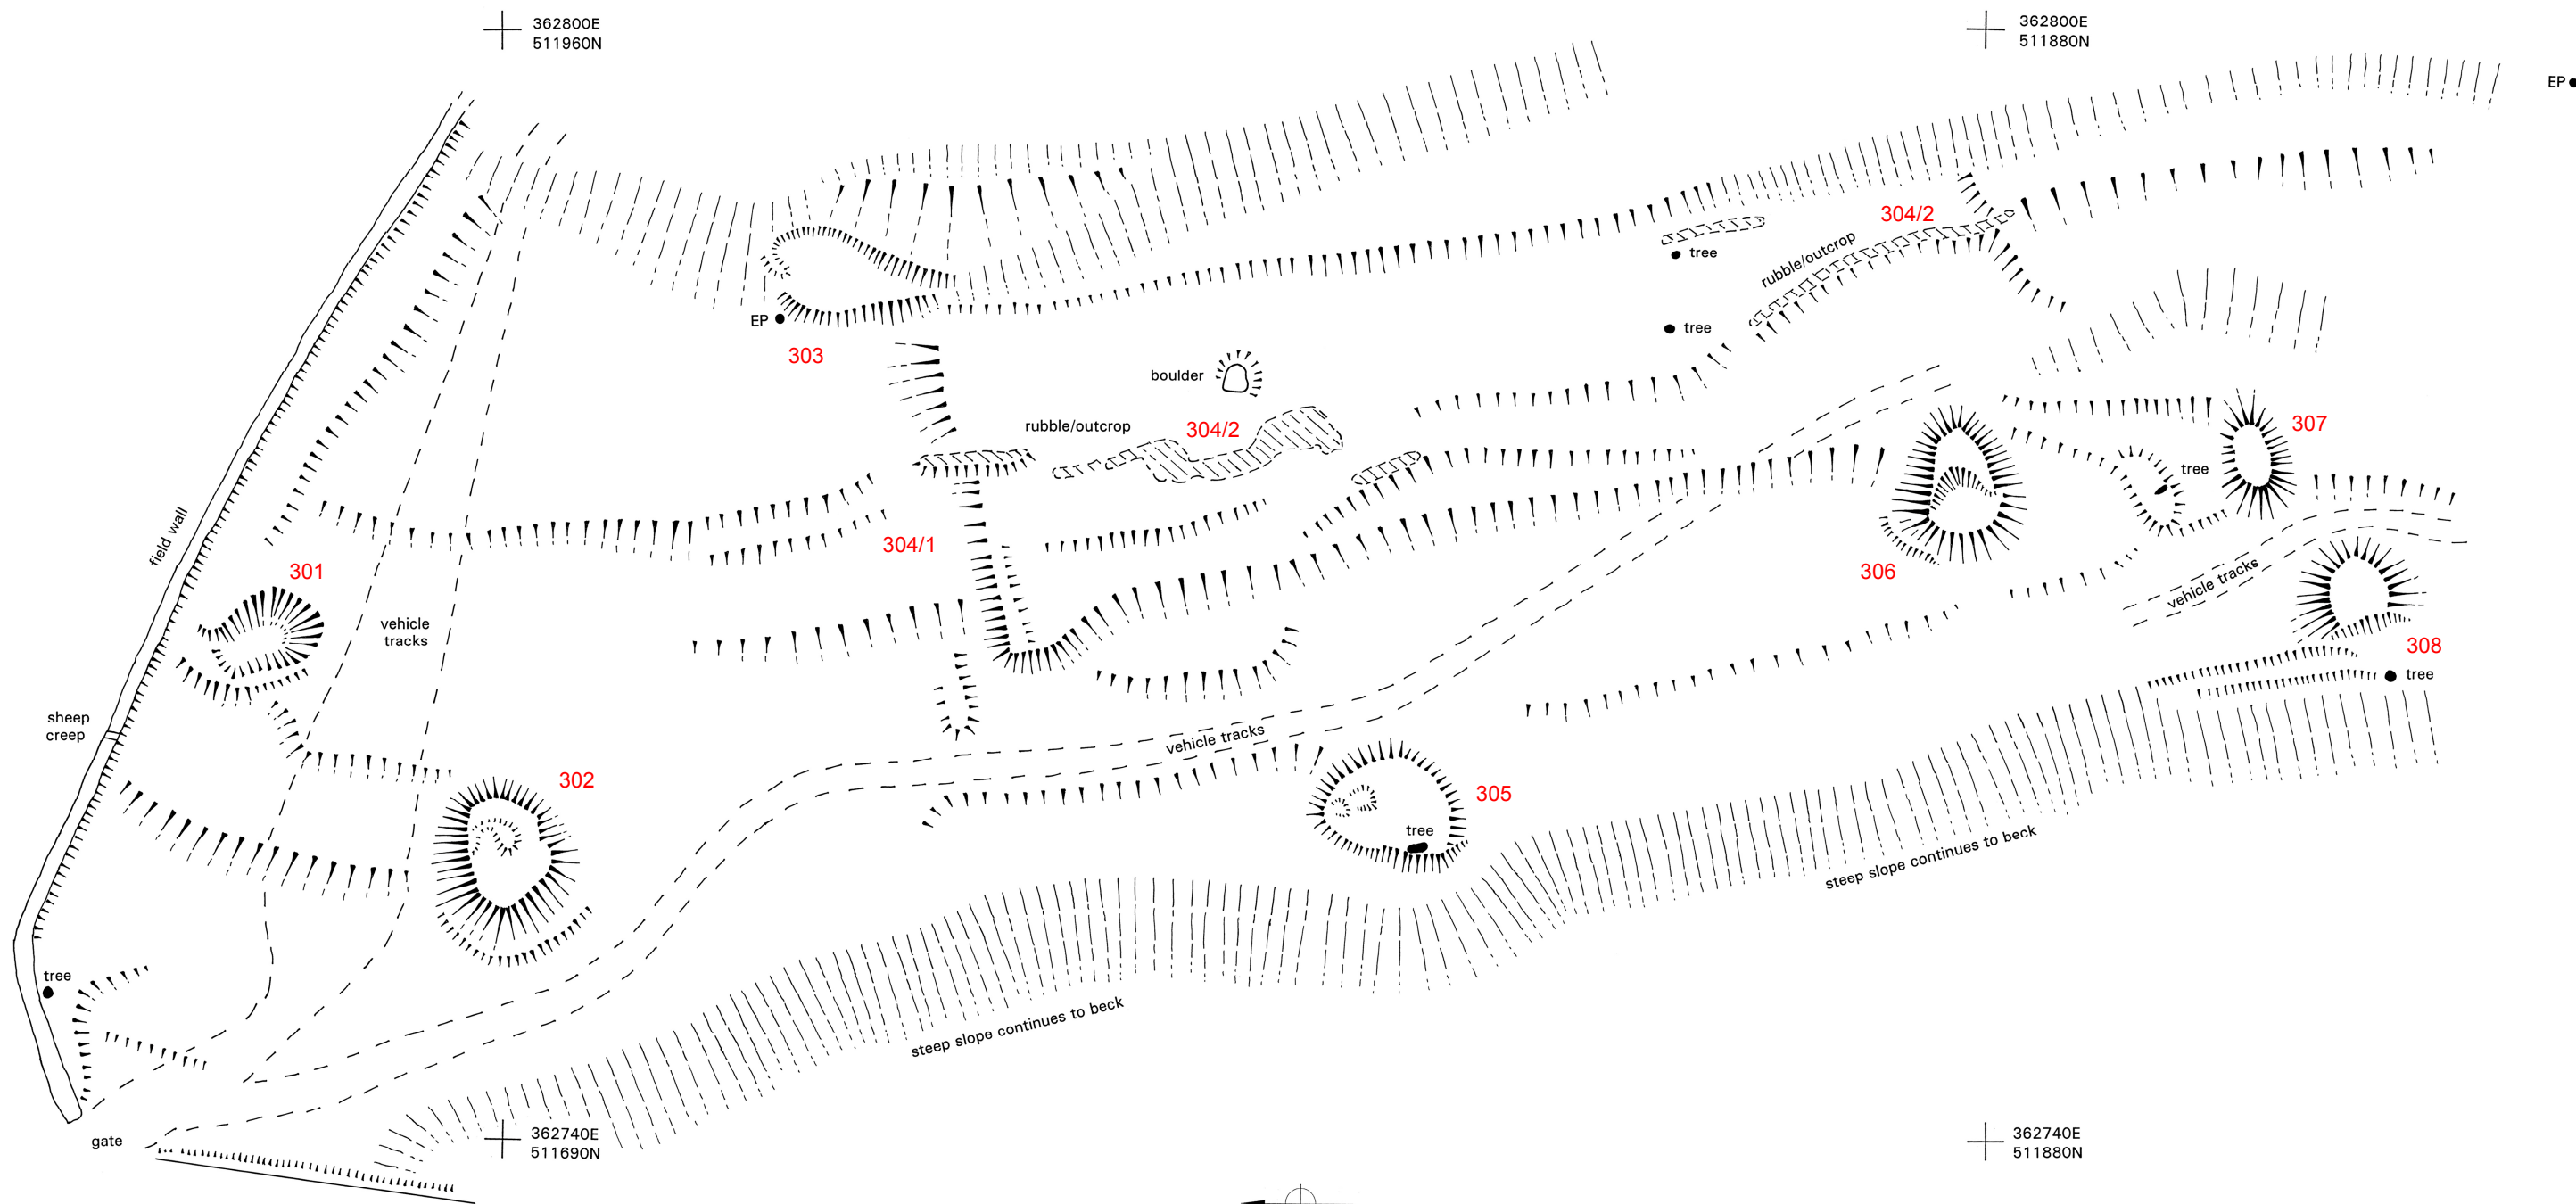 362800E
511960N
362800E
511880N
EP
304/2
tree
rubble/outcrop
EP
tree
303
boulder
rubble/outcrop
304/2
307
tree
field wall
304/1
301
306
vehicle tracks
vehicle
tracks
308
tree
sheep
creep
vehicle tracks
302
305
tree
steep slope continues to beck
tree
steep slope continues to beck
gate
362740E
511690N
362740E
511880N